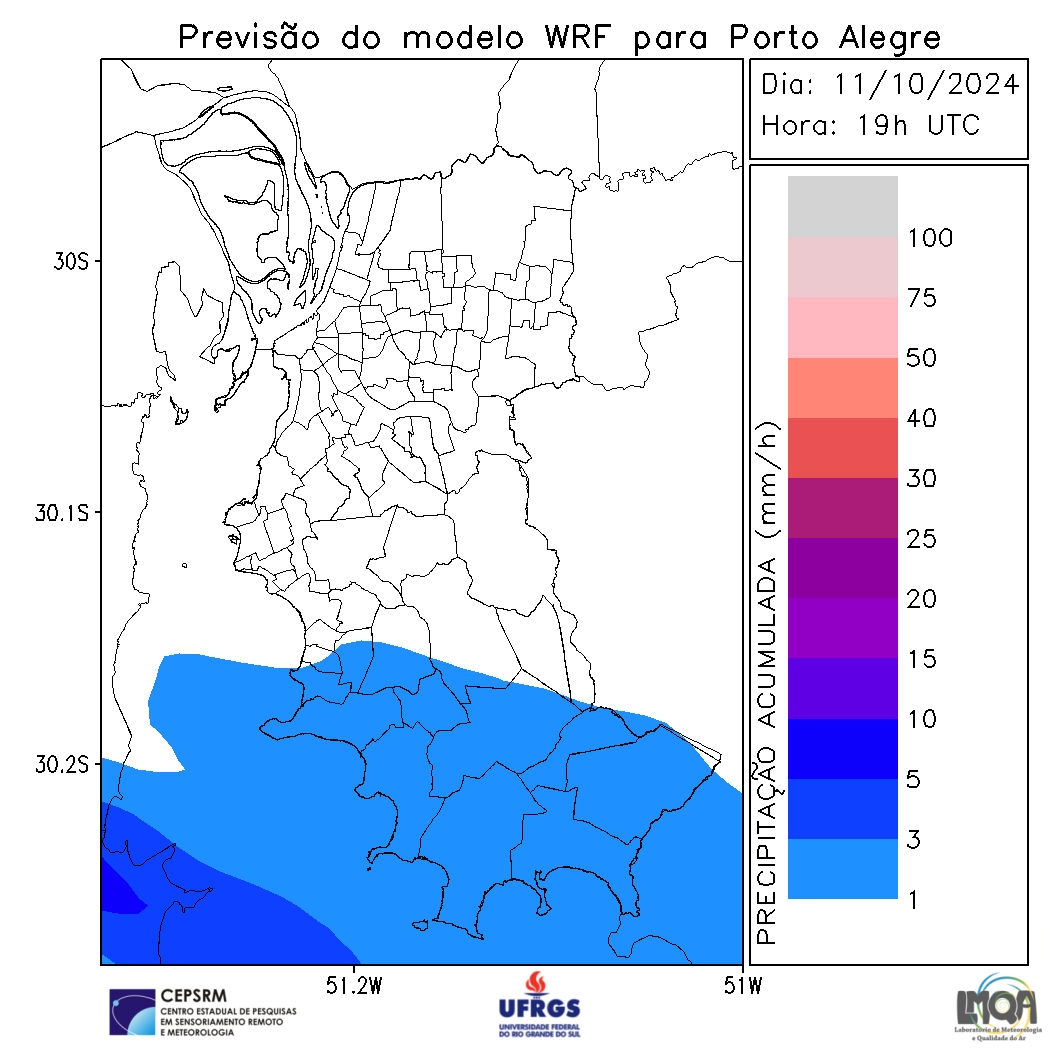 Previsão do modelo WRF para Porto Alegre
Dia: 11/10/2024
Hora: 19h UTC
30S
30.1S
30.2S
51.2W
51W
PRECIPITAÇÃO ACUMULADA (mm/h)
100
75
50
40
30
25
20
15
10
5
3
1
CEPSRM
CENTRO ESTADUAL DE PESQUISAS
EM SENSORIAMENTO REMOTO
E METEOROLOGIA
UFRGS
UNIVERSIDADE FEDERAL
DO RIO GRANDE DO SUL
LMQA
Laboratório de Meteorologia
e Qualidade do Ar